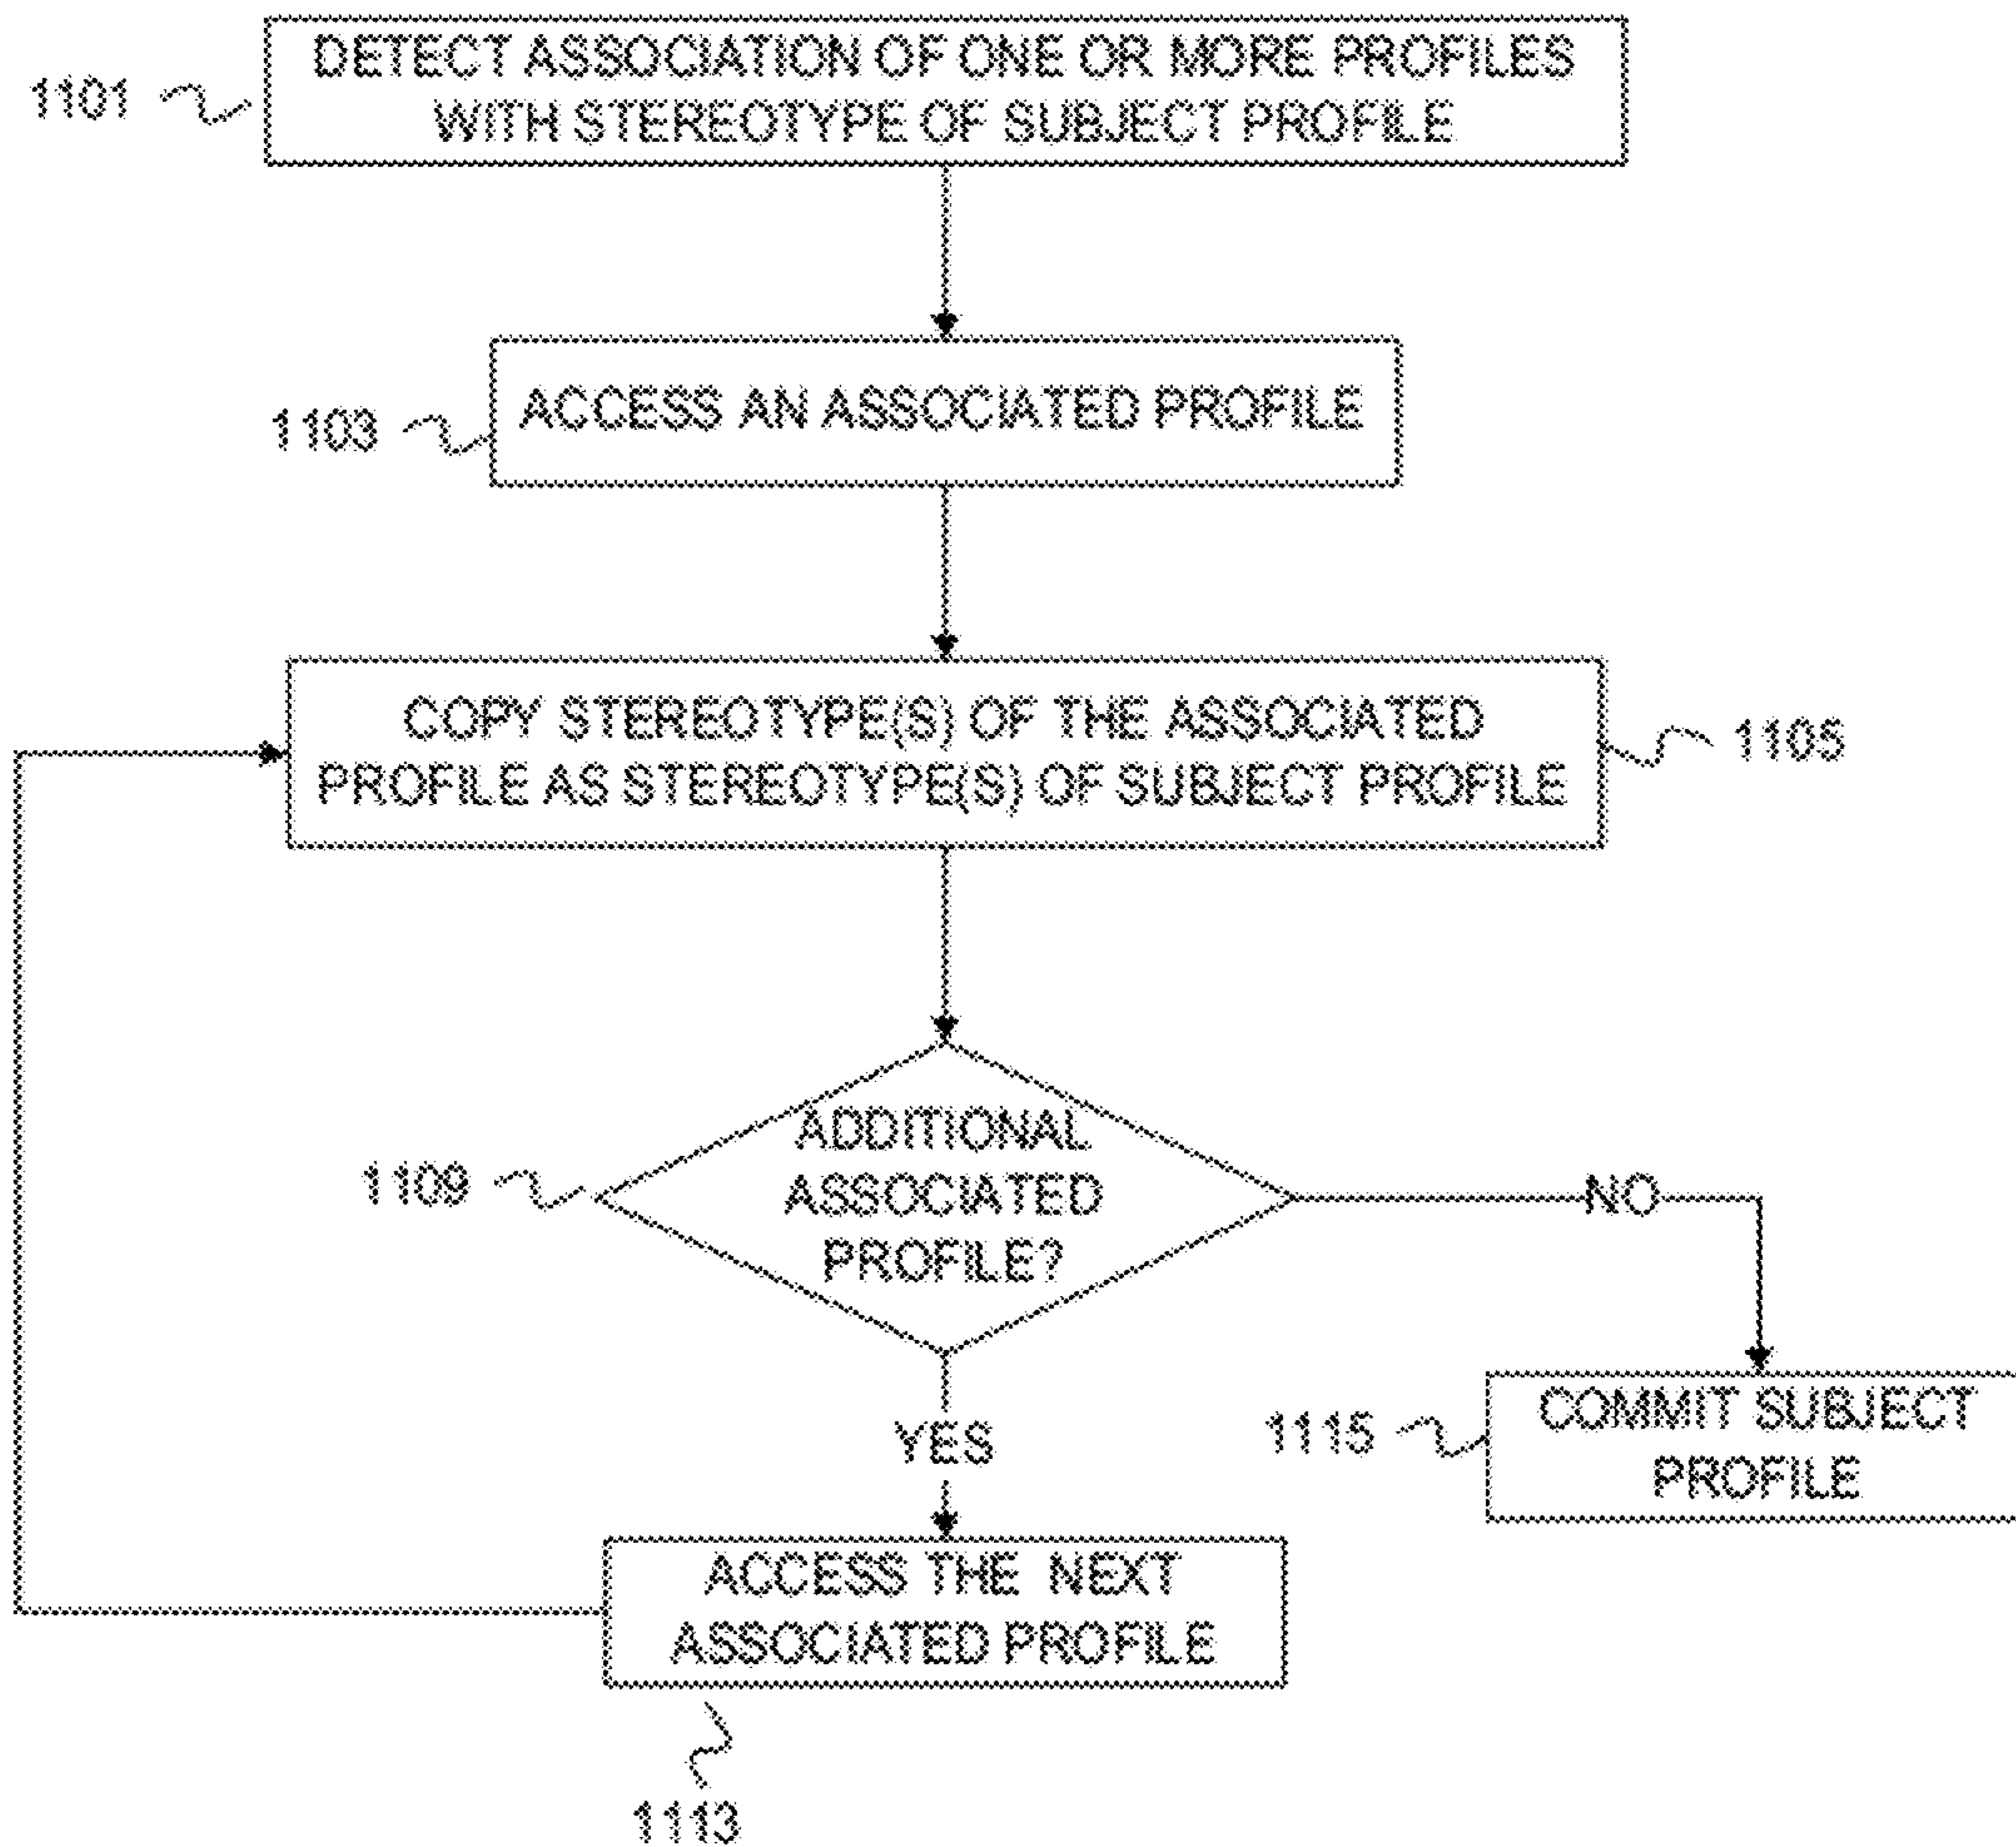 1101
DETECT ASSOCIATION OF ONE OR MORE PROFILES
WITH STEREOTYPE OF SUBJECT PROFILE
1103
ACCESS AN ASSOCIATED PROFILE
COPY STEREOTYPE(S) OF THE ASSOCIATED
PROFILE AS STEREOTYPE(S) OF SUBJECT PROFILE
1105
1109
ADDITIONAL
ASSOCIATED
PROFILE?
NO
YES
1115
COMMIT SUBJECT
PROFILE
ACCESS THE NEXT
ASSOCIATED PROFILE
1113